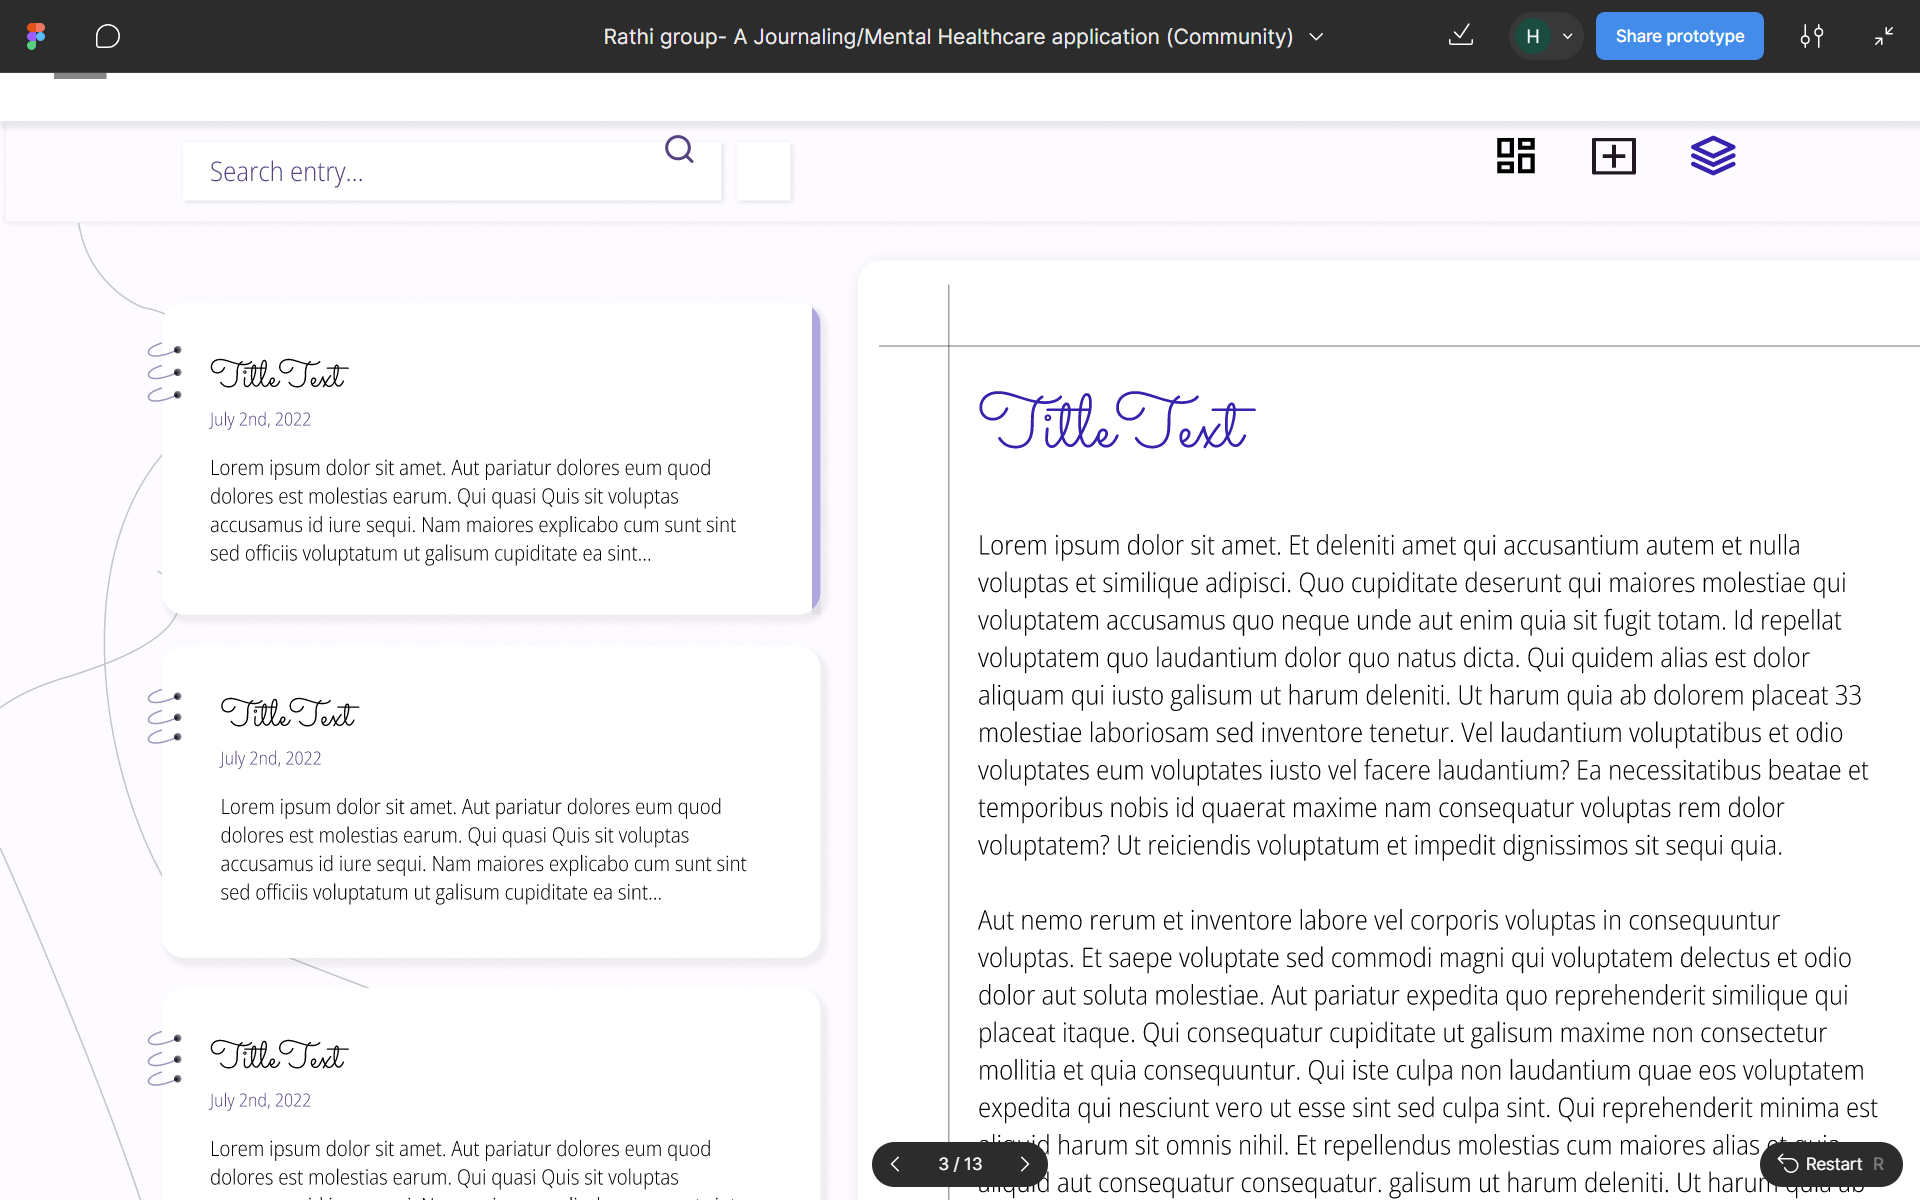 Rathi group- A Journaling/Mental Healthcare application (Community)
H
Share prototype
Search entry...
Title Text
July 2nd, 2022
Lorem ipsum dolor sit amet. Aut pariatur dolores eum quod
dolores est molestias earum. Qui quasi Quis sit voluptas
accusamus id iure sequi. Nam maiores explicabo cum sunt sint
sed officiis voluptatum ut galisum cupiditate ea sint...
Title Text
July 2nd, 2022
Lorem ipsum dolor sit amet. Aut pariatur dolores eum quod
dolores est molestias earum. Qui quasi Quis sit voluptas
accusamus id iure sequi. Nam maiores explicabo cum sunt sint
sed officiis voluptatum ut galisum cupiditate ea sint...
Title Text
July 2nd, 2022
Lorem ipsum dolor sit amet. Aut pariatur dolores eum quod
dolores est molestias earum. Qui quasi Quis sit voluptas
Title Text
Lorem ipsum dolor sit amet. Et deleniti amet qui accusantium autem et nulla
voluptas et similique adipisci. Quo cupiditate deserunt qui maiores molestiae qui
voluptatem accusamus quo neque unde aut enim quia sit fugit totam. Id repellat
voluptatem quo laudantium dolor quo natus dicta. Qui quidem alias est dolor
aliquam qui iusto galisum ut harum deleniti. Ut harum quia ab dolorem placeat 33
molestiae laboriosam sed inventore tenetur. Vel laudantium voluptatibus et odio
voluptates eum voluptates iusto vel facere laudantium? Ea necessitatibus beatae et
temporibus nobis id quaerat maxime nam consequatur voluptas rem dolor
voluptatem? Ut reiciendis voluptatum et impedit dignissimos sit sequi quia.
Aut nemo rerum et inventore labore vel corporis voluptas in consequuntur
voluptas. Et saepe voluptate sed commodi magni qui voluptatem delectus et odio
dolor aut soluta molestiae. Aut pariatur expedita quo reprehenderit similique qui
placeat itaque. Qui consequatur cupiditate ut galisum maxime non consectetur
mollitia et quia consequuntur. Qui iste culpa non laudantium quae eos voluptatem
expedita qui nesciunt vero ut esse sint sed culpa sint. Qui reprehenderit minima est
aliquid harum sit omnis nihil. Et repellendus molestias cum maiores alias et quia
aliquid aut consequatur consequatur. galisum ut harum deleniti. Ut harum quia ab
3 / 13
Restart R